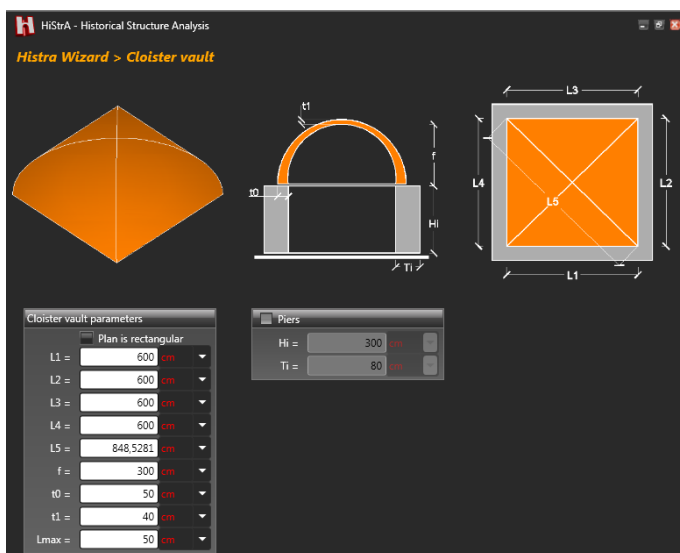 HiStrA - Historical Structure Analysis
Histra Wizard > Cloister vault
t1
f
t0
Hi
Ti
L3
L4
L5
L2
L1
Cloister vault parameters
Plan is rectangular
L1 = 600 cm
L2 = 600 cm
L3 = 600 cm
L4 = 600 cm
L5 = 848,5281 cm
f = 300 cm
t0 = 50 cm
t1 = 40 cm
Lmax = 50 cm
Piers
Hi = 300 cm
Ti = 80 cm